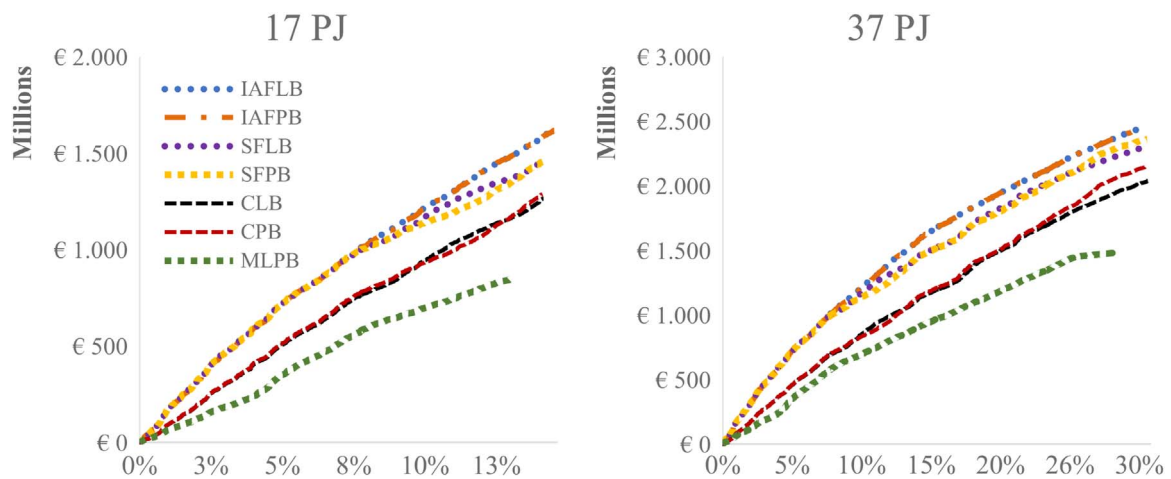 17 PJ
Millions
€ 2.000
€ 1.500
€ 1.000
€ 500
€ 0
IAFLB
IAFPB
SFLB
SFPB
CLB
CPB
MLPB
0% 3% 5% 8% 10% 13%
37 PJ
Millions
€ 3.000
€ 2.500
€ 2.000
€ 1.500
€ 1.000
€ 500
€ 0
0% 5% 10% 15% 20% 26% 30%